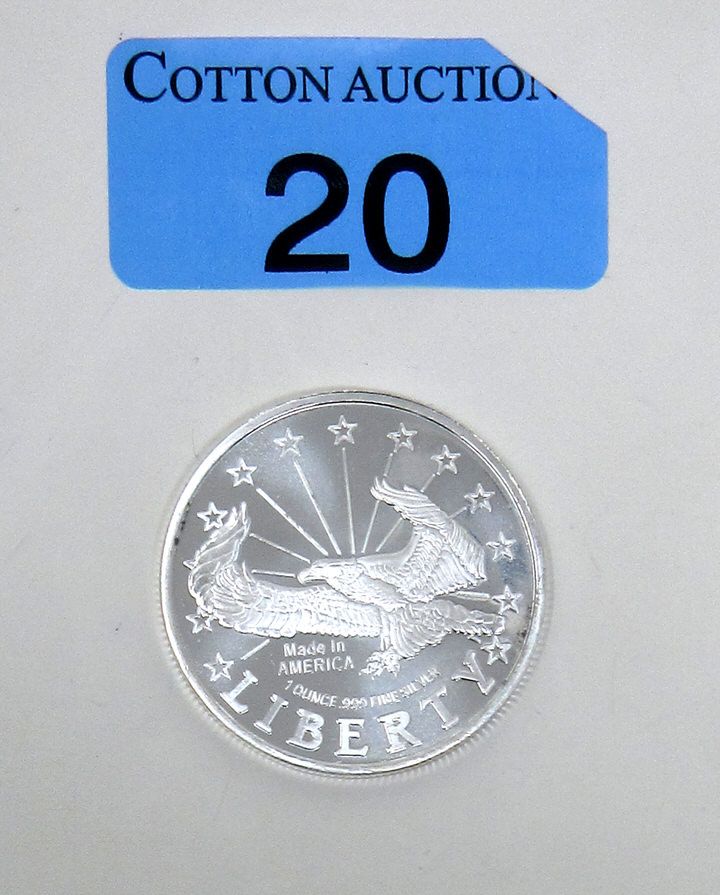 COTTON AUCTION
20
Made In
AMERICA
1 OUNCE .999 FINE SILVER
LIBERTY